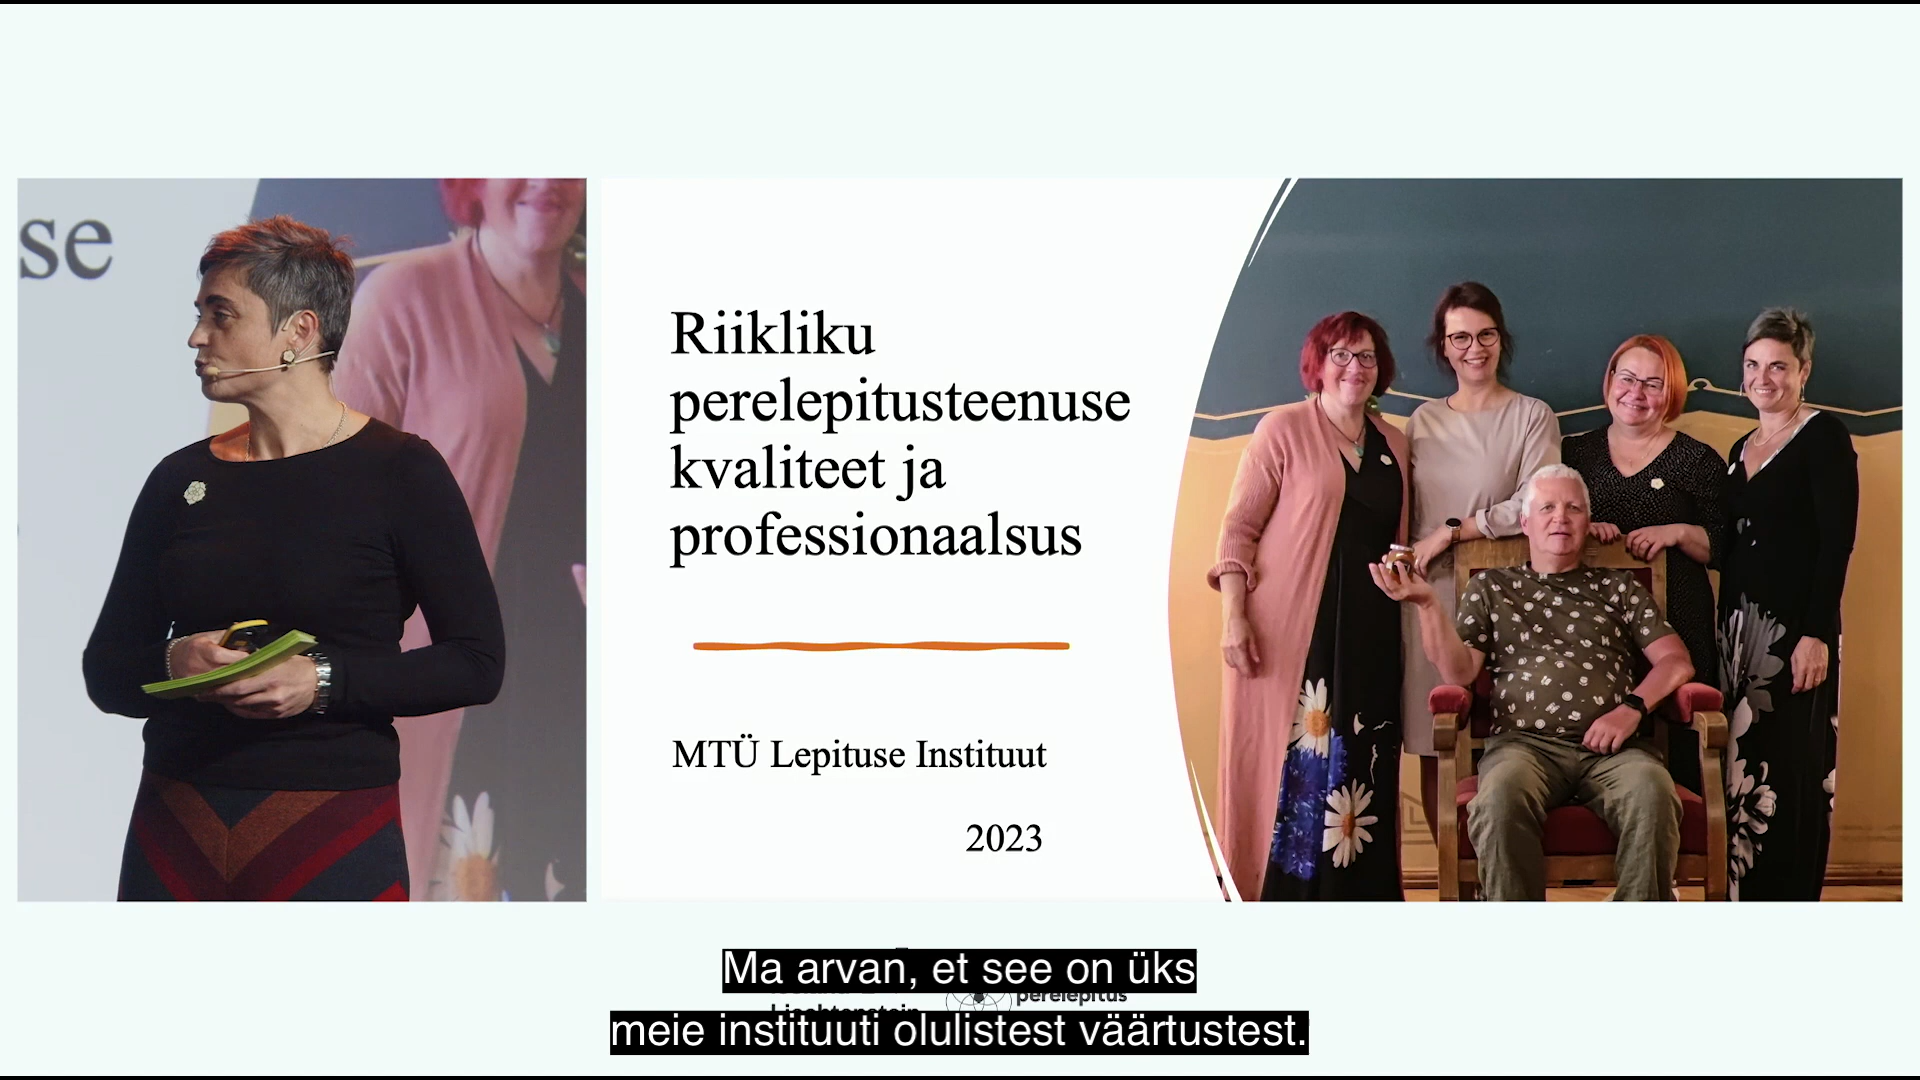 se
Riikliku
perelepitusteenuse
kvaliteet ja
professionaalsus
MTÜ Lepituse Instituut
2023
Ma arvan, et see on üks
Liechtenstein
perelepitus
meie instituuti olulistest väärtustest.